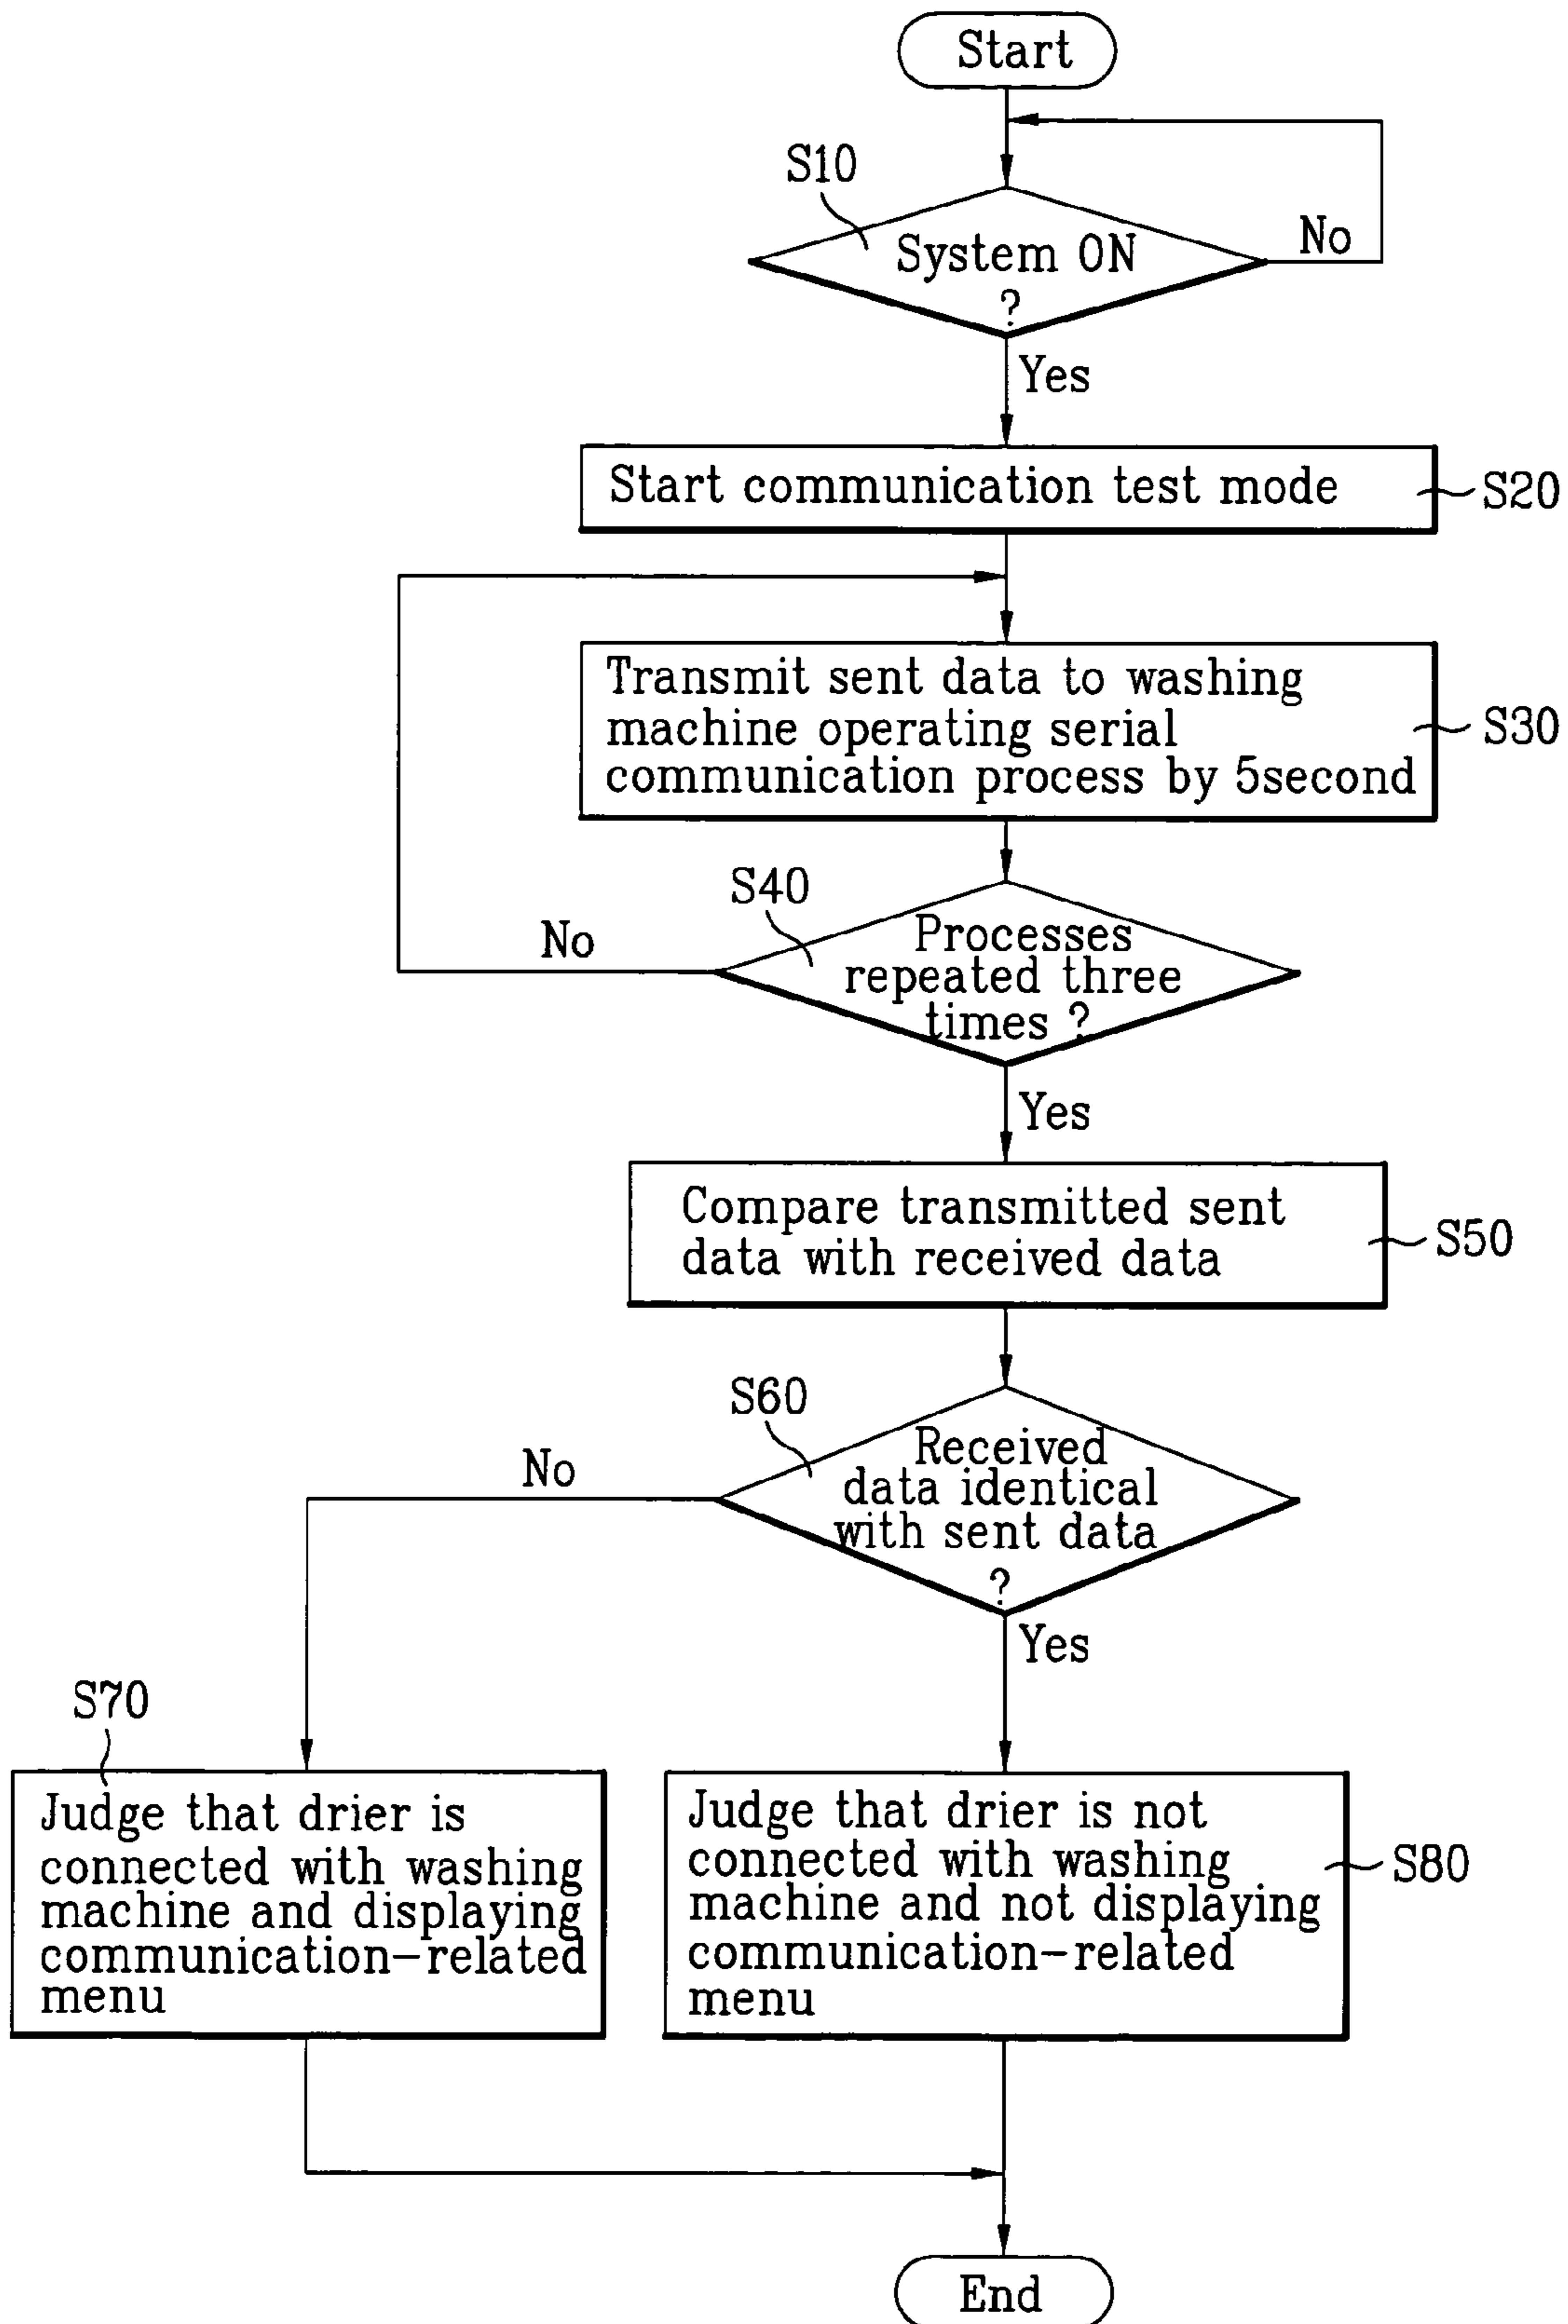 Start
S10
System ON
?
No
Yes
Start communication test mode
S20
Transmit sent data to washing
machine operating serial
communication process by 5second
S30
S40
No
Processes
repeated three
times ?
Yes
Compare transmitted sent
data with received data
S50
S60
No
Received
data identical
with sent data
?
Yes
S70
Judge that drier is
connected with washing
machine and displaying
communication-related
menu
Judge that drier is not
connected with washing
machine and not displaying
communication-related
menu
S80
End